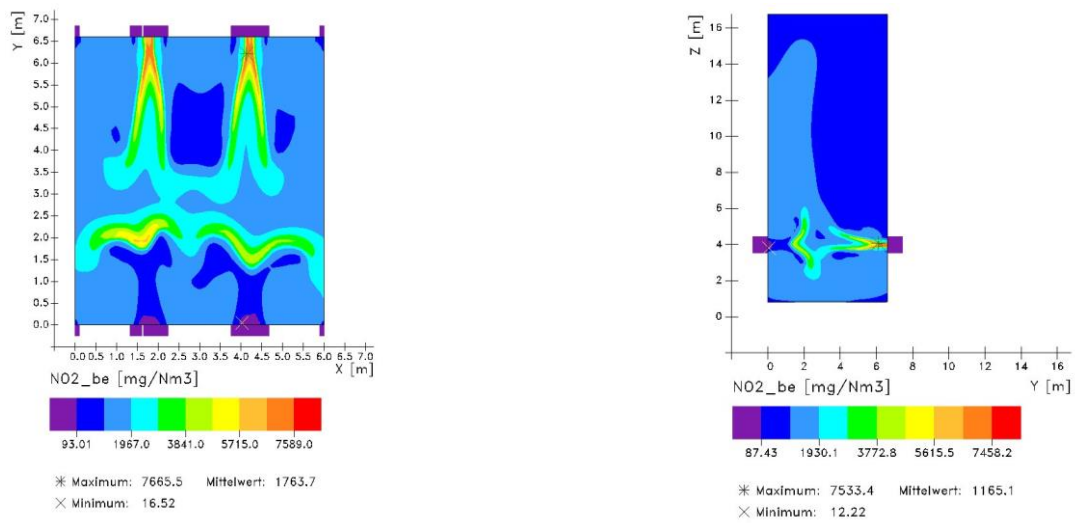 Y [m]
7.0
6.5
6.0
5.5
5.0
4.5
4.0
3.5
3.0
2.5
2.0
1.5
1.0
0.5
0.0
0.0 0.5 1.0 1.5 2.0 2.5 3.0 3.5 4.0 4.5 5.0 5.5 6.0 6.5 7.0
X [m]
NO2_be [mg/Nm3]
93.01 1967.0 3841.0 5715.0 7589.0
Maximum: 7665.5 Mittelwert: 1763.7
Minimum: 16.52
Z [m]
16
14
12
10
8
6
4
2
0
0 2 4 6 8 10 12 14 16
NO2_be [mg/Nm3] Y [m]
87.43 1930.1 3772.8 5615.5 7458.2
Maximum: 7533.4 Mittelwert: 1165.1
Minimum: 12.22